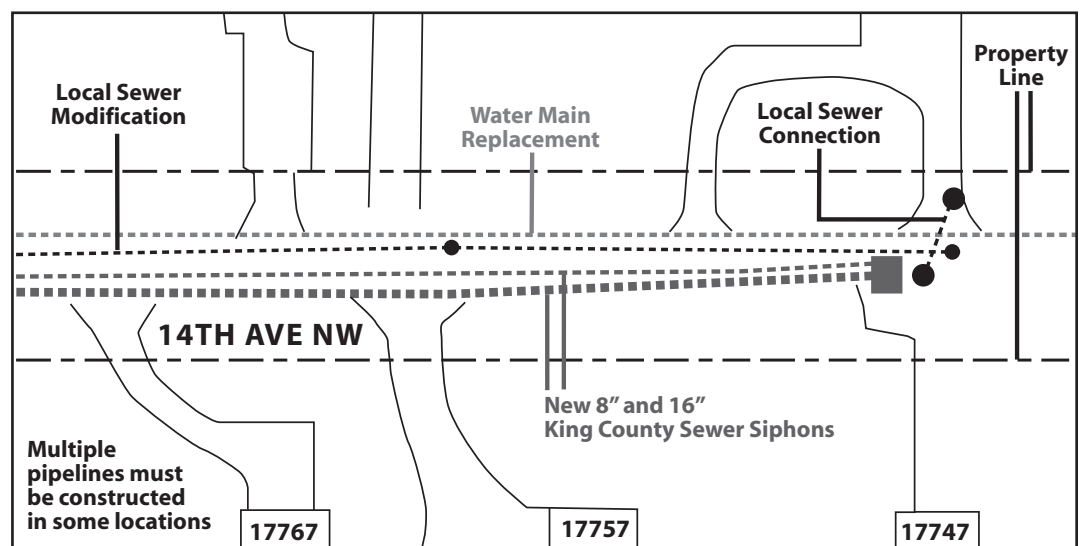 Property
Line
Local Sewer
Modification
Water Main
Replacement
Local Sewer
Connection
14TH AVE NW
New 8” and 16”
King County Sewer Siphons
Multiple
pipelines must
be constructed
in some locations
17767
17757
17747